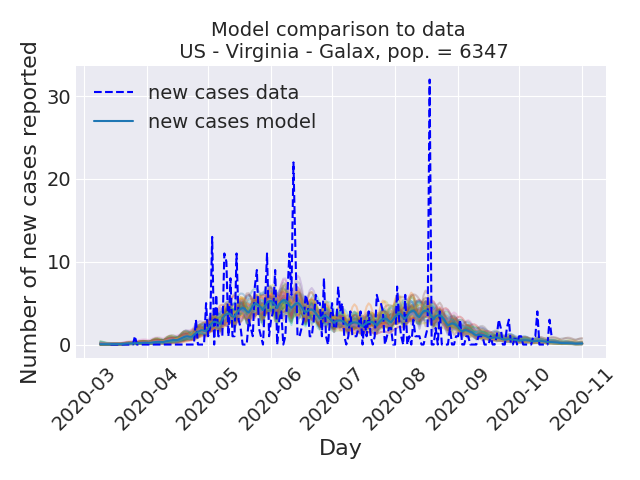 Model comparison to data
US - Virginia - Galax, pop. = 6347
Number of new cases reported
30
20
10
0
new cases data
new cases model
2020-03
2020-04
2020-05
2020-06
2020-07
2020-08
2020-09
2020-10
2020-11
Day